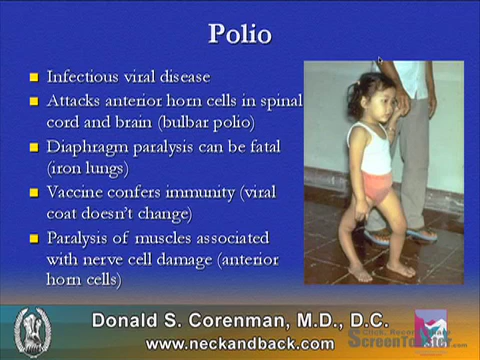 Polio
Infectious viral disease
Attacks anterior horn cells in spinal
cord and brain (bulbar polio)
Diaphragm paralysis can be fatal
(iron lungs)
Vaccine confers immunity (viral
coat doesn't change)
Paralysis of muscles associated
with nerve cell damage (anterior
horn cells)
Donald S. Corenman, M.D., D.C.
www.neckandback.com
ScreenToaster.com